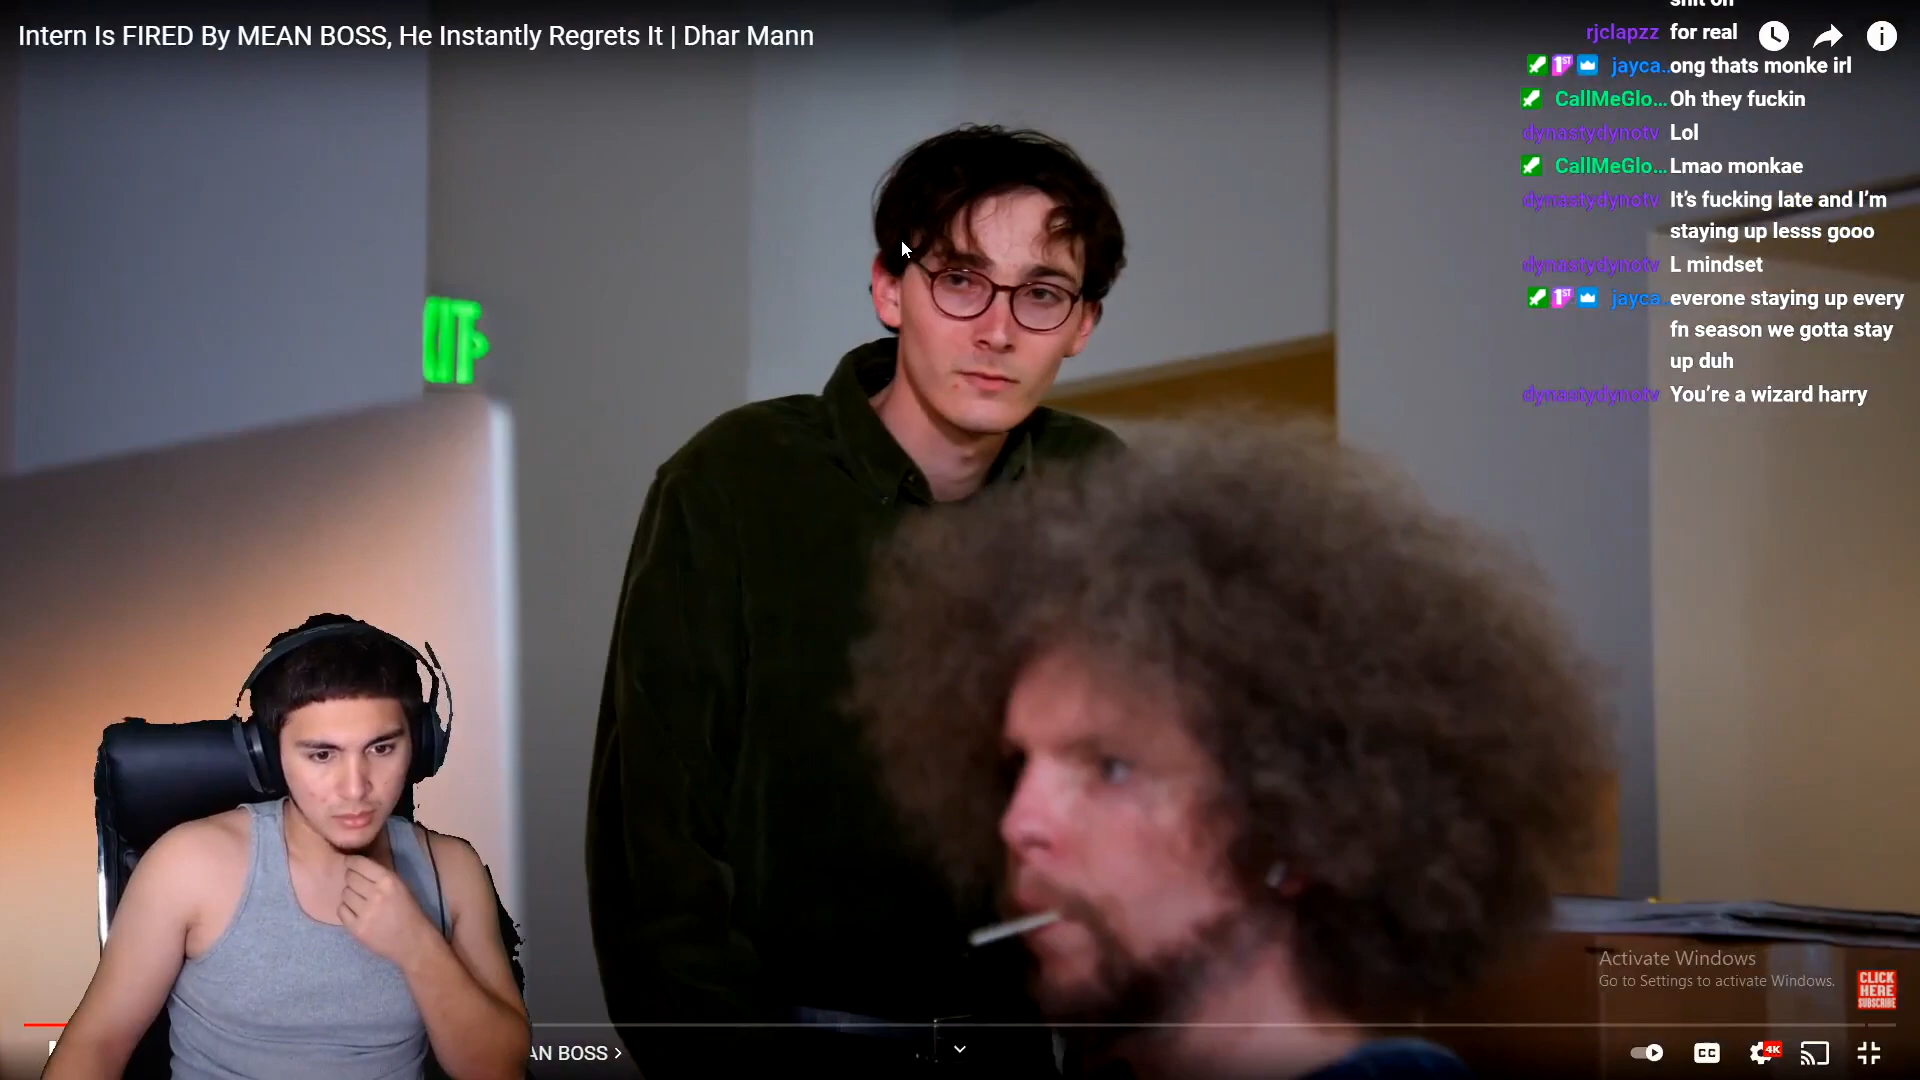 Intern Is FIRED By MEAN BOSS, He Instantly Regrets It | Dhar Mann
rjclapzz for real
jayca.. ong thats monke irl
CallMeGlo... Oh they fuckin
dynastydynotv Lol
CallMeGlo... Lmao monkae
dynastydynotv It’s fucking late and I’m
staying up lesss gooo
dynastydynotv L mindset
jayca.. everone staying up every
fn season we gotta stay
up duh
dynastydynotv You’re a wizard harry
Activate Windows
Go to Settings to activate Windows.
CLICK
HERE
SUBSCRIBE
AN BOSS >
CC
4K